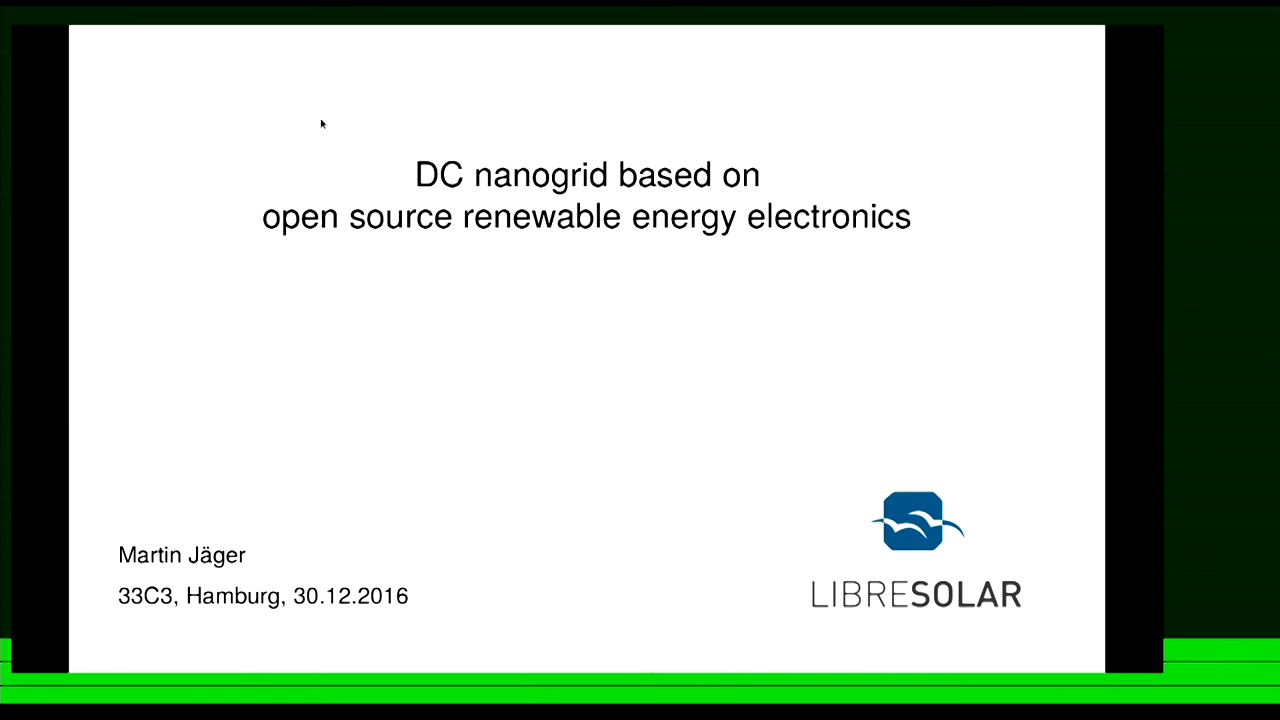 DC nanogrid based on
open source renewable energy electronics
Martin Jäger
33C3, Hamburg, 30.12.2016
LIBRESOLAR